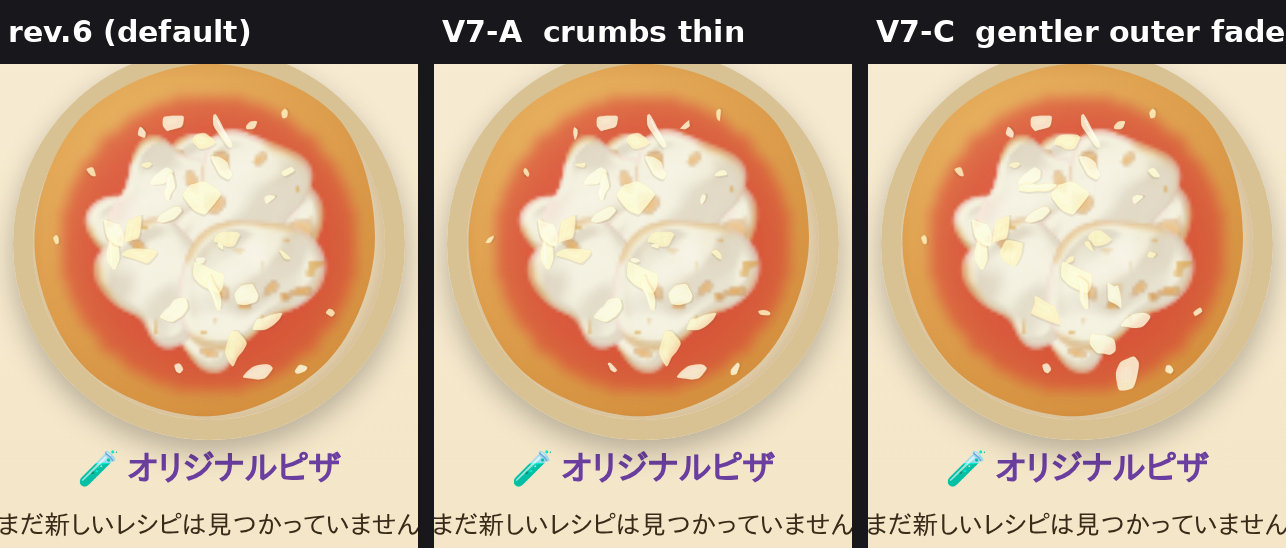 rev.6 (default)
V7-A crumbs thin
V7-C gentler outer fade
オリジナルピザ
オリジナルピザ
オリジナルピザ
まだ新しいレシピは見つかっていません
まだ新しいレシピは見つかっていません
まだ新しいレシピは見つかっていません